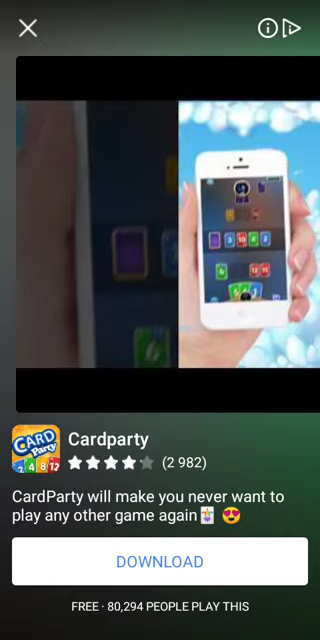 CARD
Party
2 4 8 12
Cardparty
(2 982)
CardParty will make you never want to
play any other game again🃏 😍
DOWNLOAD
FREE · 80,294 PEOPLE PLAY THIS